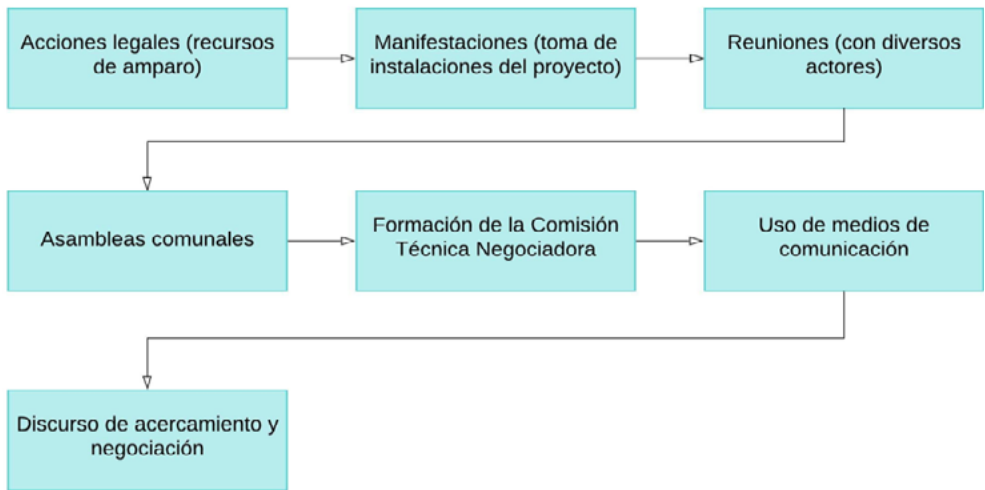 Acciones legales (recursos
de amparo)
Manifestaciones (toma de
instalaciones del proyecto)
Reuniones (con diversos
actores)
Asambleas comunales
Formación de la Comisión
Técnica Negociadora
Uso de medios de
comunicación
Discurso de acercamiento y
negociación